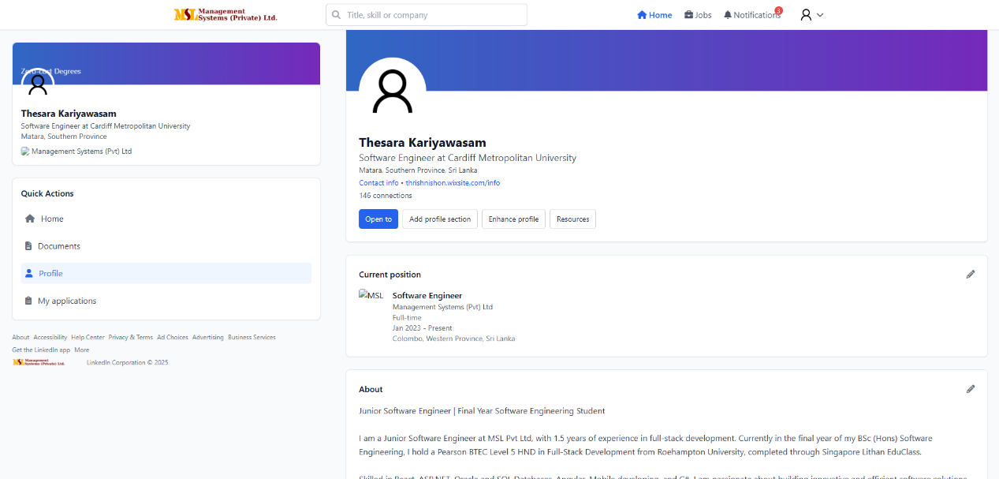 MSL Management
Systems (Private) Ltd.
Title, skill or company
Home
Jobs
Notifications
3
Zero-cost Degrees
Thesara Kariyawasam
Software Engineer at Cardiff Metropolitan University
Matara, Southern Province
Management Systems (Pvt) Ltd
Quick Actions
Home
Documents
Profile
My applications
About Accessibility Help Center Privacy & Terms Ad Choices Advertising Business Services
Get the LinkedIn app More
MSL Management
Systems (Private) Ltd.
LinkedIn Corporation © 2025
Thesara Kariyawasam
Software Engineer at Cardiff Metropolitan University
Matara, Southern Province, Sri Lanka
Contact info • thrishnishon.wixsite.com/info
146 connections
Open to
Add profile section
Enhance profile
Resources
Current position
MSL
Software Engineer
Management Systems (Pvt) Ltd
Full-time
Jan 2023 - Present
Colombo, Western Province, Sri Lanka
About
Junior Software Engineer | Final Year Software Engineering Student
I am a Junior Software Engineer at MSL Pvt Ltd, with 1.5 years of experience in full-stack development. Currently in the final year of my BSc (Hons) Software
Engineering, I hold a Pearson BTEC Level 5 HND in Full-Stack Development from Roehampton University, completed through Singapore Lithan EduClass.
Skilled in React, ASP.NET, Oracle and SQL Databases, Angular, Mobile developing, and C#, I am passionate about building innovative and efficient software solutions